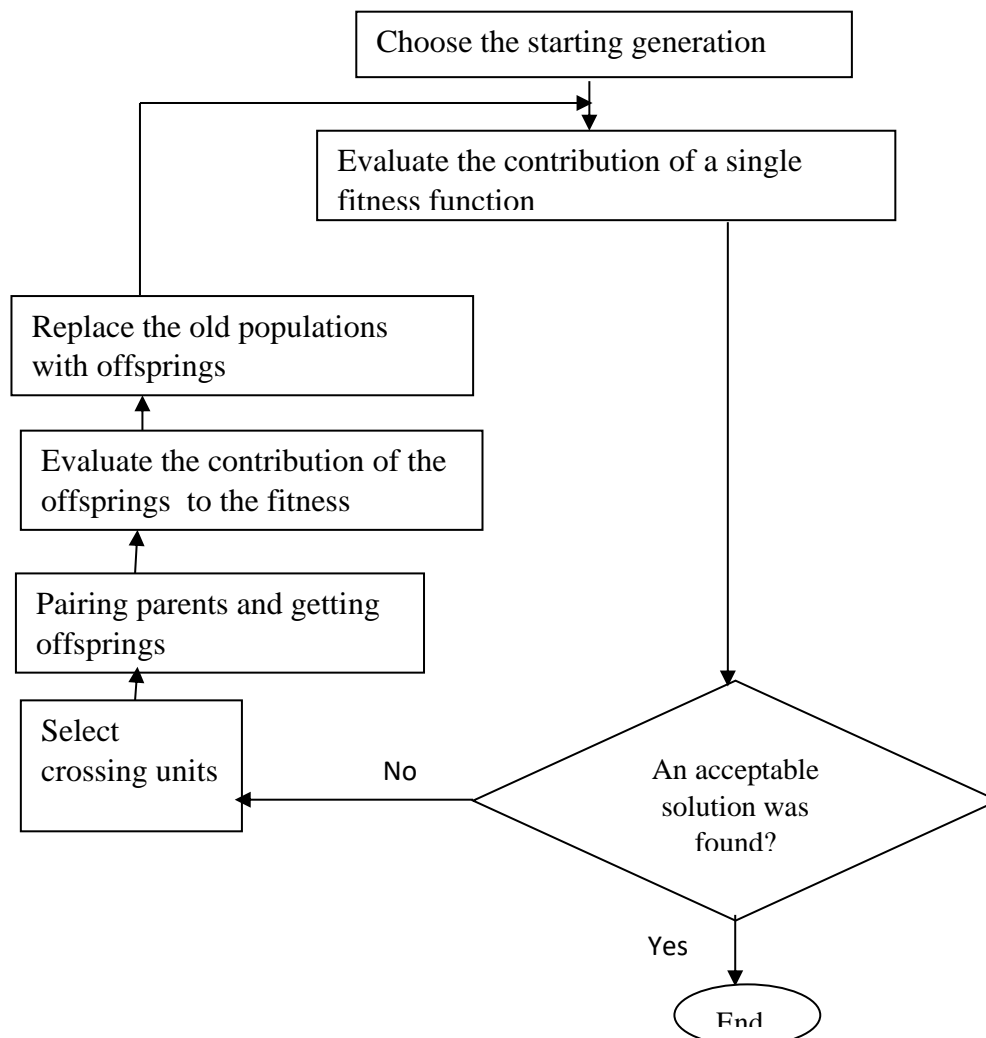 Choose the starting generation
Evaluate the contribution of a single
fitness function
Replace the old populations
with offsprings
Evaluate the contribution of the
offsprings to the fitness
Pairing parents and getting
offsprings
Select
crossing units
No
An acceptable
solution was
found?
Yes
End